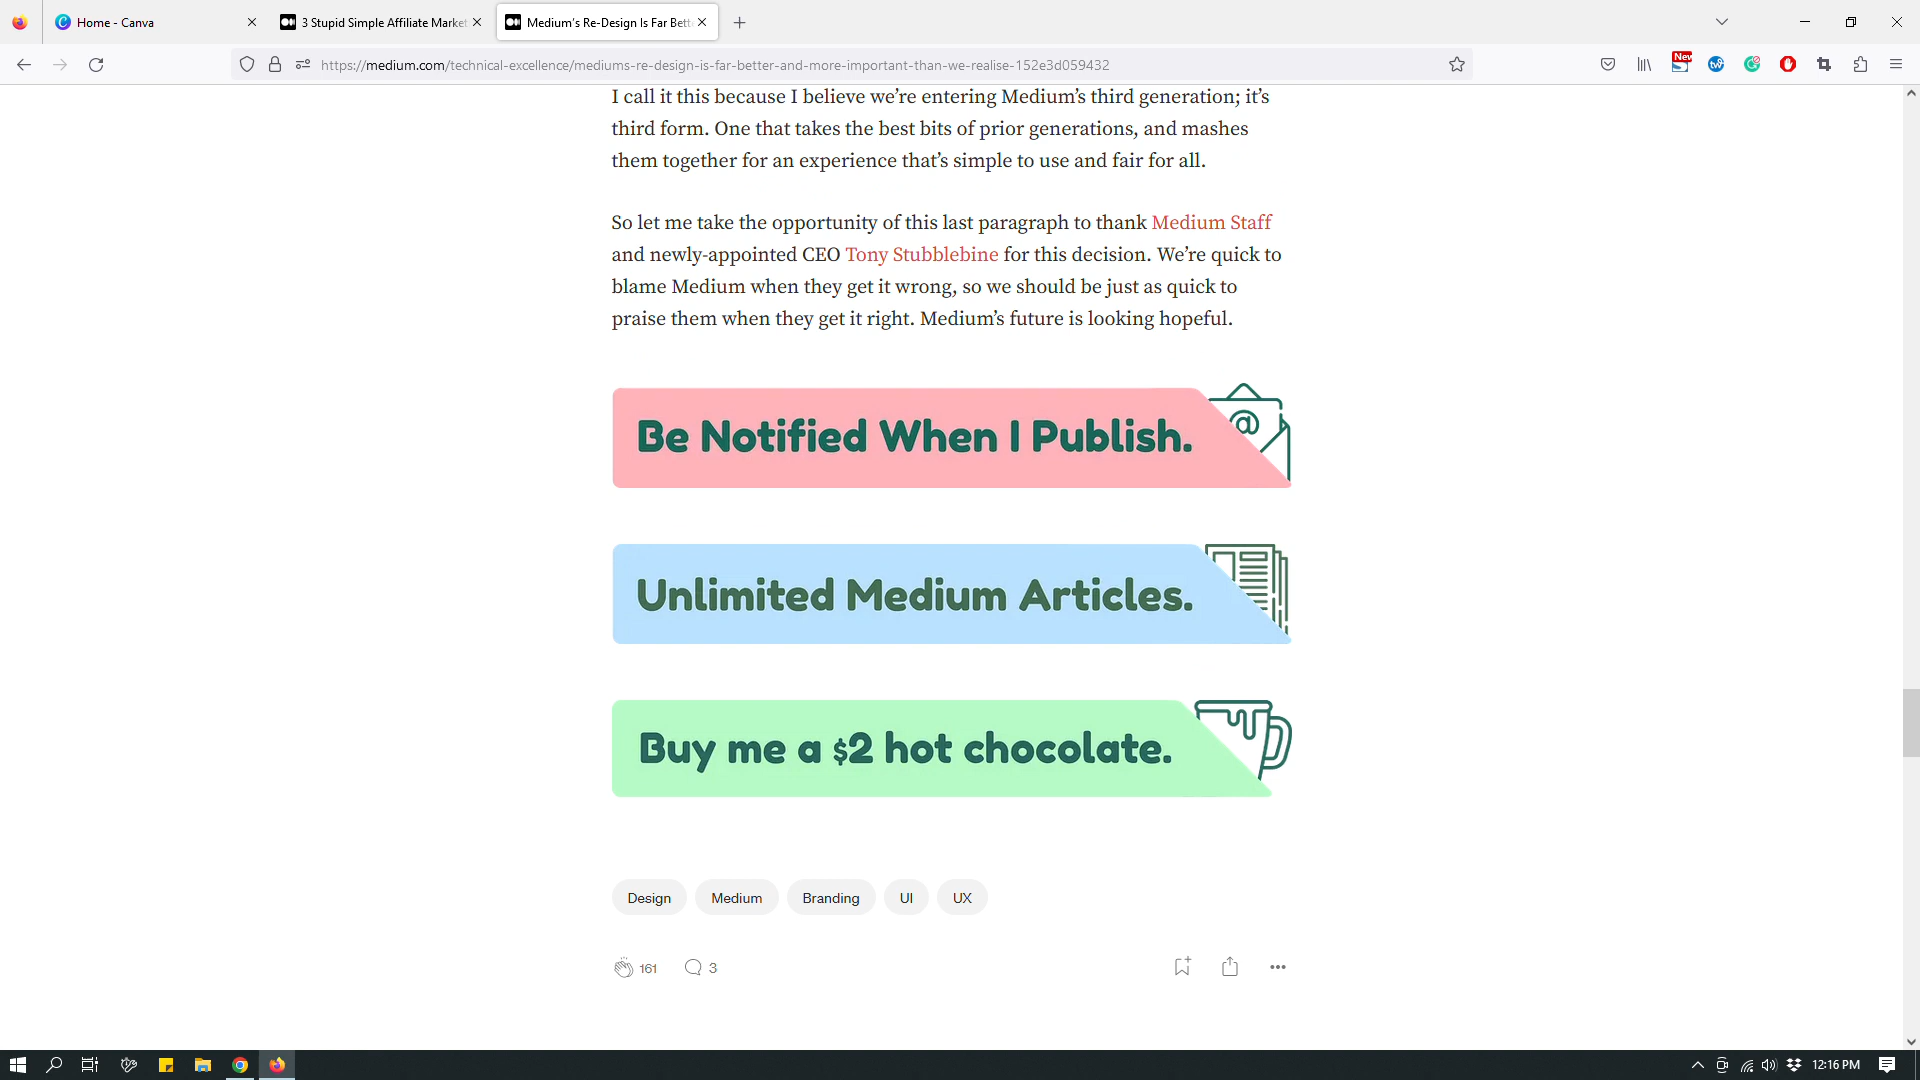 Home - Canva
3 Stupid Simple Affiliate Market
Medium's Re-Design Is Far Bett
https://medium.com/technical-excellence/mediums-re-design-is-far-better-and-more-important-than-we-realise-152e3d059432
New
tw
I call it this because I believe we're entering Medium's third generation; it's
third form. One that takes the best bits of prior generations, and mashes
them together for an experience that's simple to use and fair for all.
So let me take the opportunity of this last paragraph to thank Medium Staff
and newly-appointed CEO Tony Stubblebine for this decision. We're quick to
blame Medium when they get it wrong, so we should be just as quick to
praise them when they get it right. Medium's future is looking hopeful.
Be Notified When I Publish.
@
Unlimited Medium Articles.
Buy me a $2 hot chocolate.
Design Medium Branding UI UX
161 3
12:16 PM